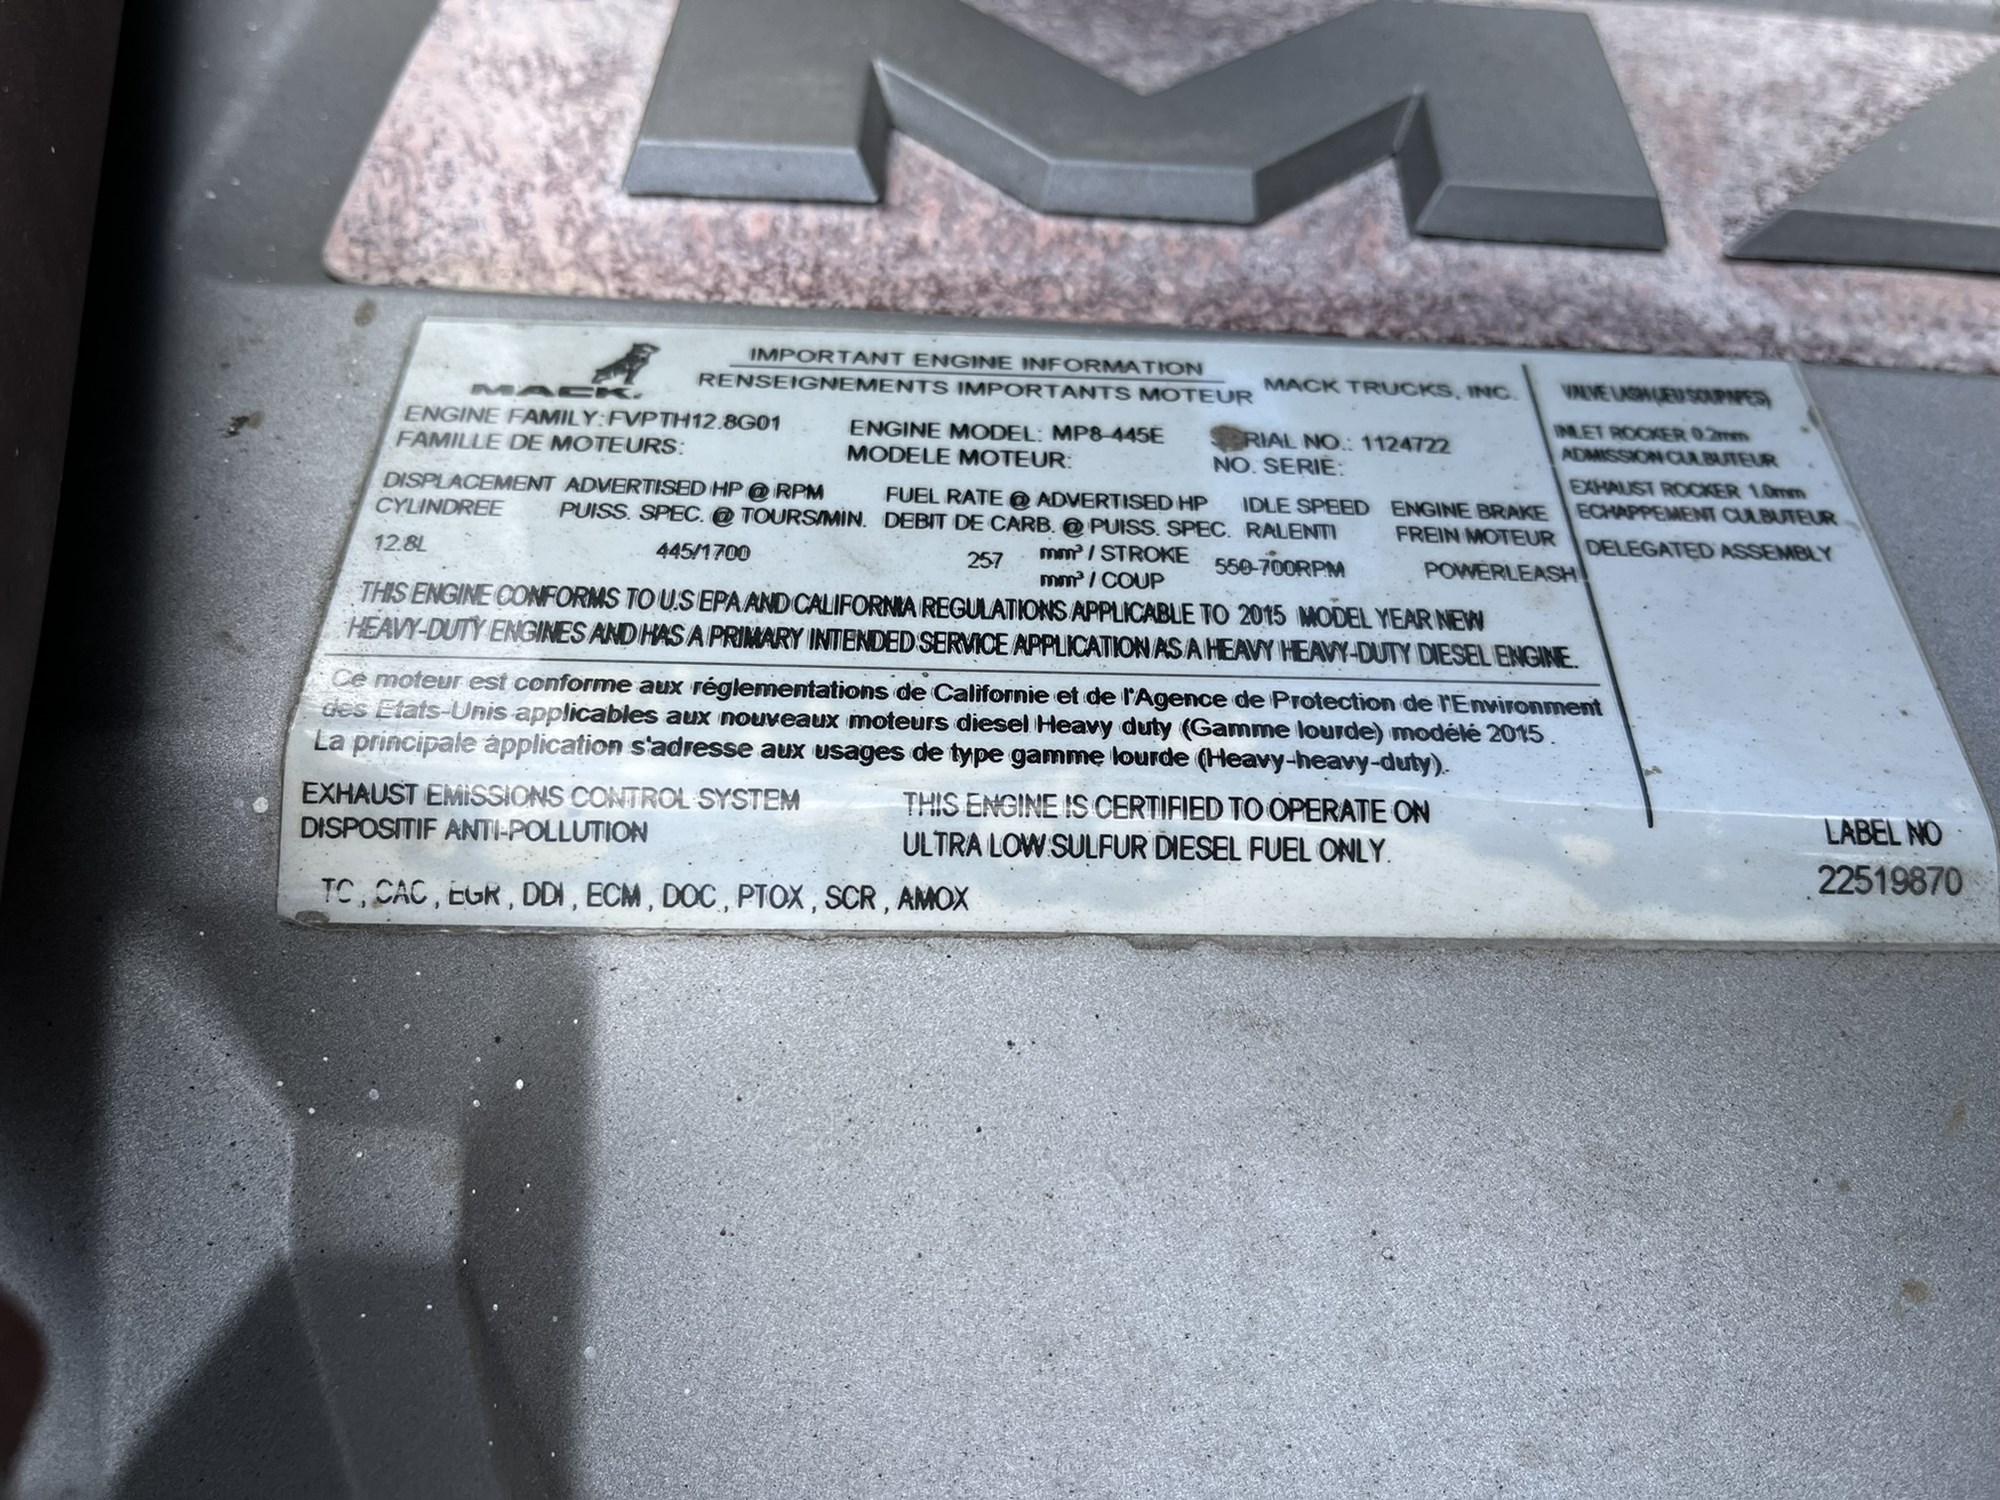 MA
MACK.
IMPORTANT ENGINE INFORMATION
RENSEIGNEMENTS IMPORTANTS MOTEUR
MACK TRUCKS, INC.
ENGINE FAMILY: FVPTH12.8G01
FAMILLE DE MOTEURS:
ENGINE MODEL: MP8-445E
MODELE MOTEUR:
RIAL NO.: 1124722
NO. SERIE:
DISPLACEMENT ADVERTISED HP @ RPM FUEL RATE @ ADVERTISED HP IDLE SPEED ENGINE BRAKE
CYLINDREE PUISS. SPEC. @ TOURS/MIN. DEBIT DE CARB. @ PUISS. SPEC. RALENTI FREIN MOTEUR
12.8L 445/1700 257 mm³ / STROKE 550-700RPM POWERLEASH
mm³ / COUP
THIS ENGINE CONFORMS TO U.S EPA AND CALIFORNIA REGULATIONS APPLICABLE TO 2015 MODEL YEAR NEW
HEAVY-DUTY ENGINES AND HAS A PRIMARY INTENDED SERVICE APPLICATION AS A HEAVY HEAVY-DUTY DIESEL ENGINE.
Ce moteur est conforme aux réglementations de Californie et de l'Agence de Protection de l'Environment
des Etats-Unis applicables aux nouveaux moteurs diesel Heavy duty (Gamme lourde) modélé 2015 .
La principale application s'adresse aux usages de type gamme lourde (Heavy-heavy-duty).
EXHAUST EMISSIONS CONTROL SYSTEM
DISPOSITIF ANTI-POLLUTION
TC , CAC , EGR , DDI , ECM , DOC , PTOX , SCR , AMOX
THIS ENGINE IS CERTIFIED TO OPERATE ON
ULTRA LOW SULFUR DIESEL FUEL ONLY.
VALVE LASH (JEU SOUPAPES)
INLET ROCKER 0.2mm
ADMISSION CULBUTEUR
EXHAUST ROCKER 1.0mm
ECHAPPEMENT CULBUTEUR
DELEGATED ASSEMBLY
LABEL NO
22519870